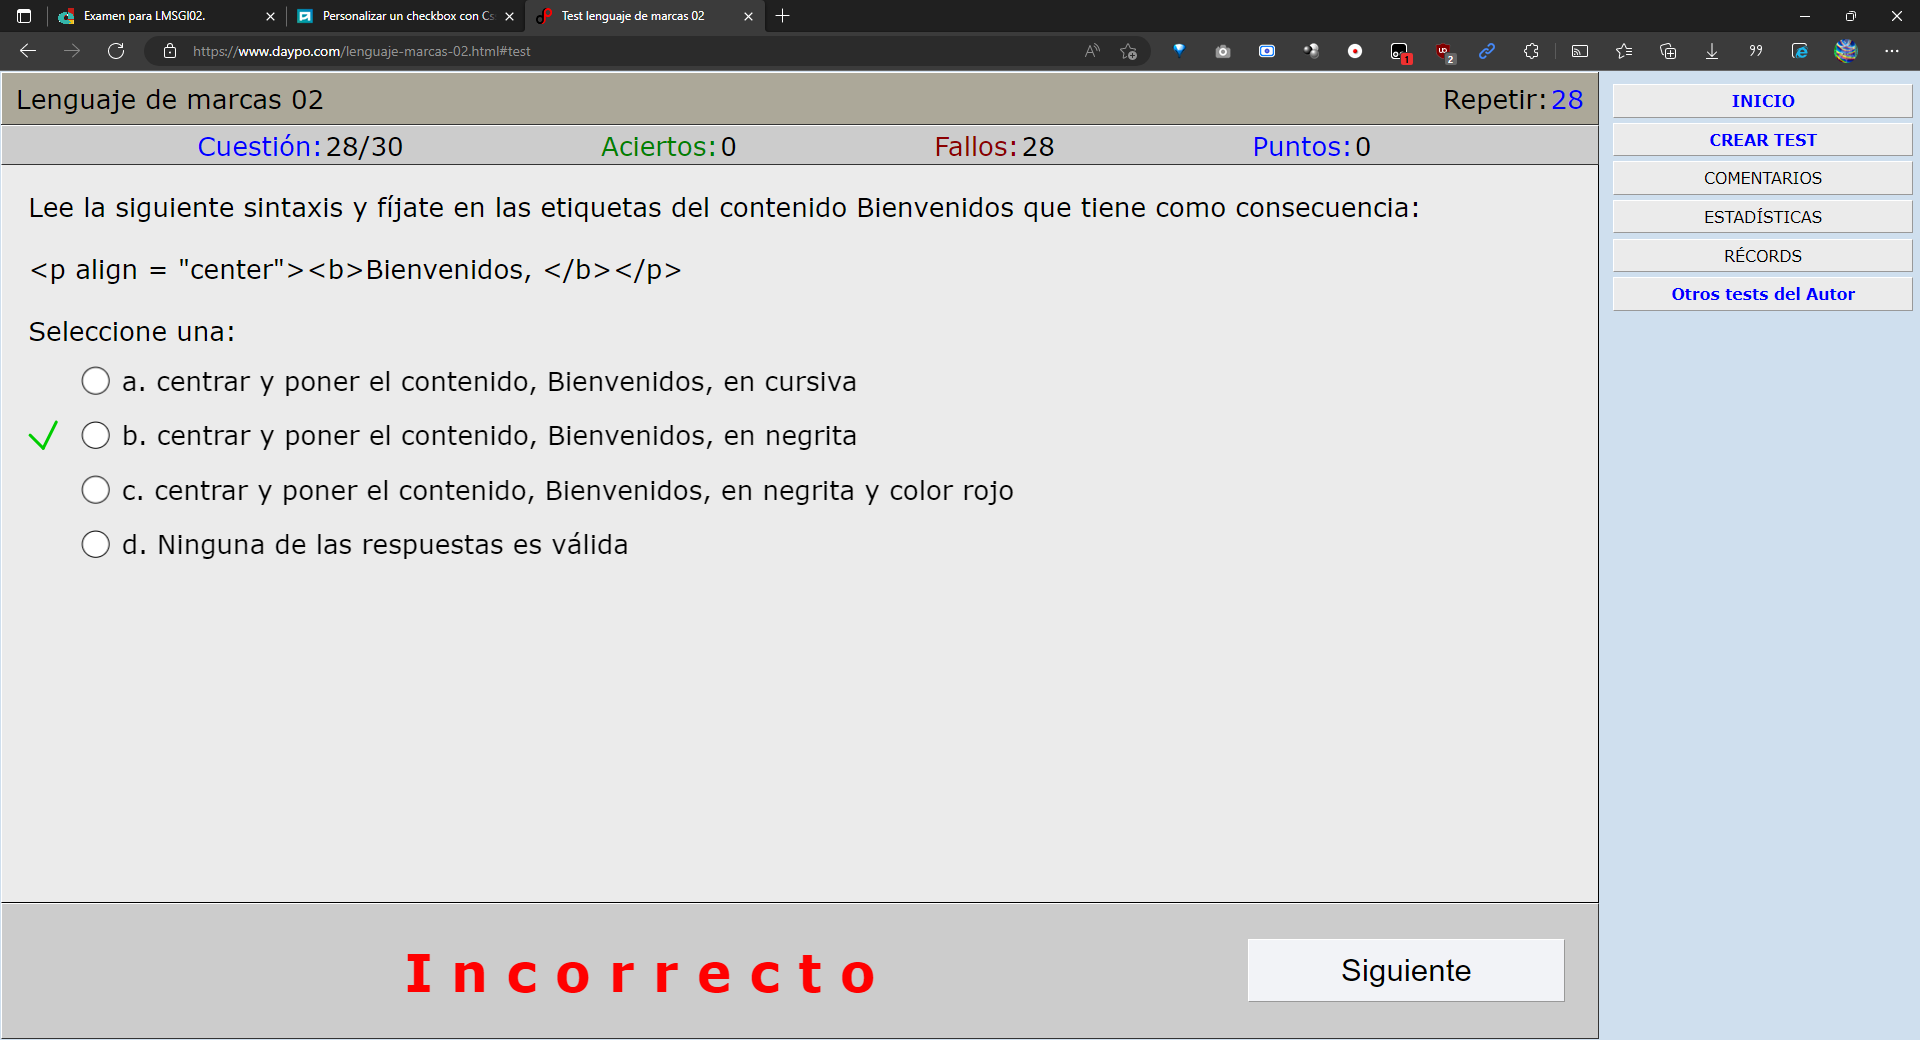 Examen para LMSGI02.
Personalizar un checkbox con Cs
Test lenguaje de marcas 02
https://www.daypo.com/lenguaje-marcas-02.html#test
1
2
Lenguaje de marcas 02
Repetir: 28
Cuestión: 28/30
Aciertos: 0
Fallos: 28
Puntos: 0
Lee la siguiente sintaxis y fíjate en las etiquetas del contenido Bienvenidos que tiene como consecuencia:
<p align = "center"><b>Bienvenidos, </b></p>
Seleccione una:
a. centrar y poner el contenido, Bienvenidos, en cursiva
b. centrar y poner el contenido, Bienvenidos, en negrita
c. centrar y poner el contenido, Bienvenidos, en negrita y color rojo
d. Ninguna de las respuestas es válida
Incorrecto
Siguiente
INICIO
CREAR TEST
COMENTARIOS
ESTADÍSTICAS
RÉCORDS
Otros tests del Autor